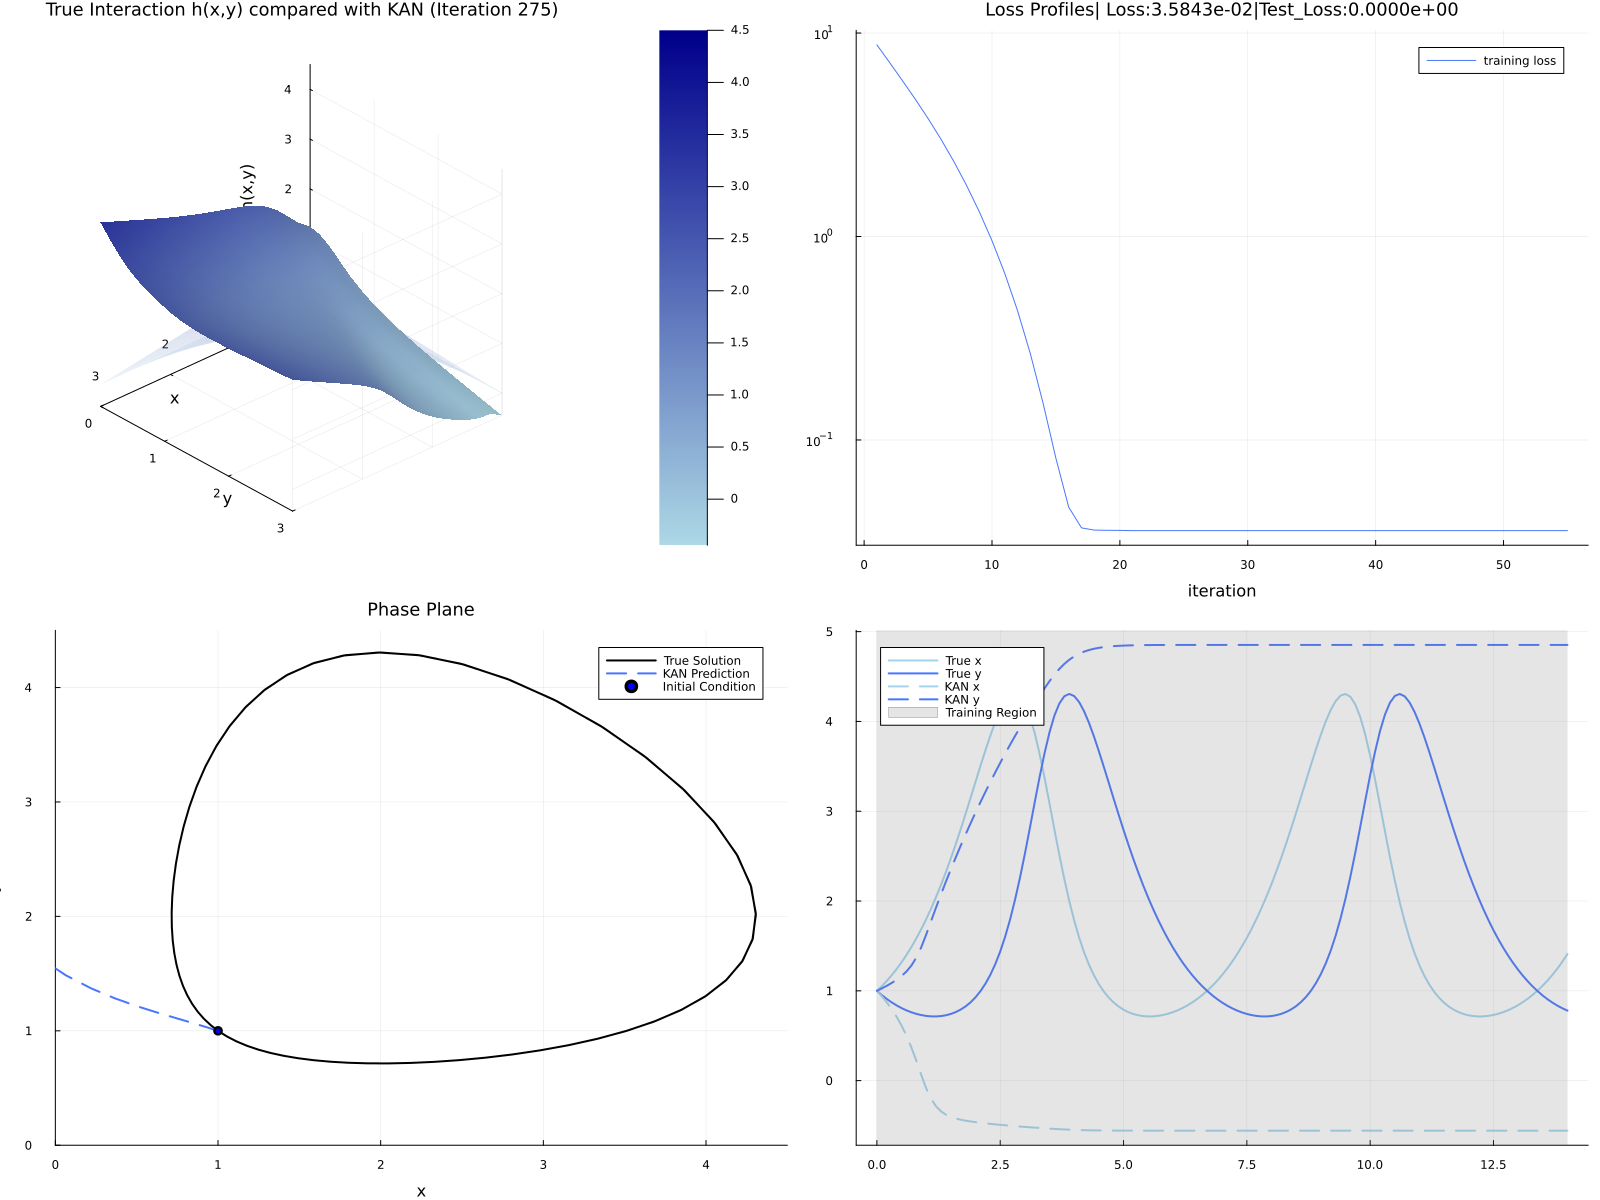 True Interaction h(x,y) compared with KAN (Iteration 275)
4
3
2
h(x,y)
2
3
x
0
1
2
y
3
4.5
4.0
3.5
3.0
2.5
2.0
1.5
1.0
0.5
0
Loss Profiles| Loss:3.5843e-02|Test_Loss:0.0000e+00
10^1
10^0
10^-1
training loss
0 10 20 30 40 50
iteration
Phase Plane
4
3
2
1
0
True Solution
KAN Prediction
Initial Condition
0 1 2 3 4
x
5
4
3
2
1
0
True x
True y
KAN x
KAN y
Training Region
0.0 2.5 5.0 7.5 10.0 12.5